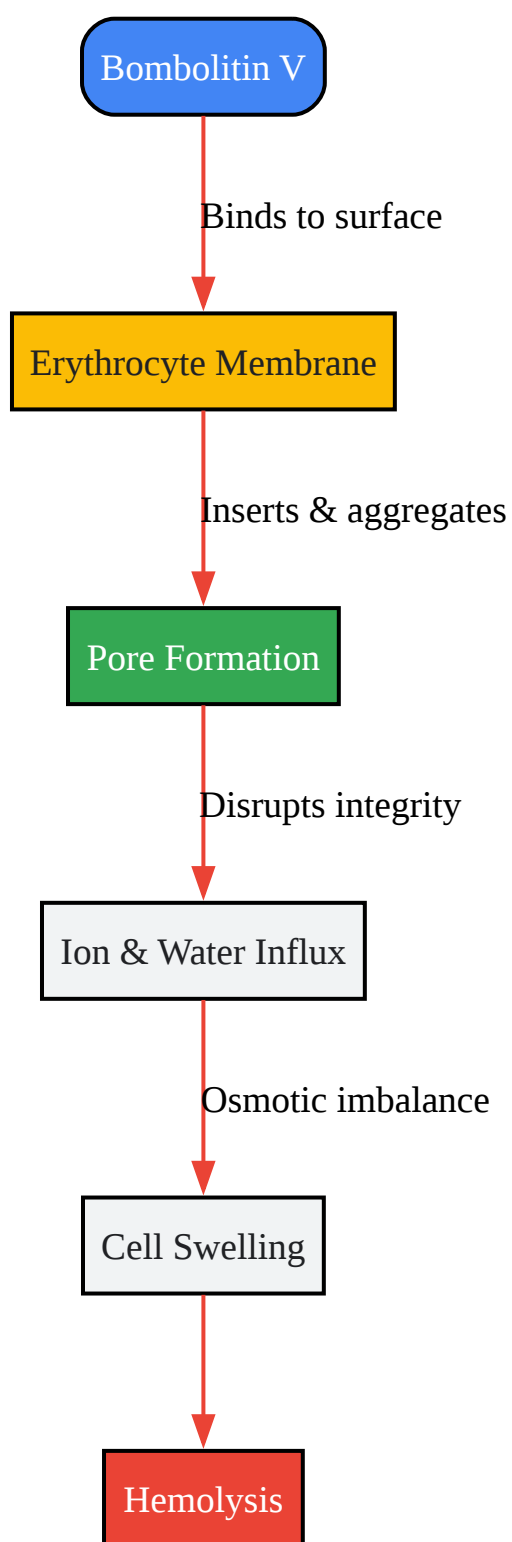 Bombolitin V
Binds to surface
Erythrocyte Membrane
Inserts & aggregates
Pore Formation
Disrupts integrity
Ion & Water Influx
Osmotic imbalance
Cell Swelling
Hemolysis